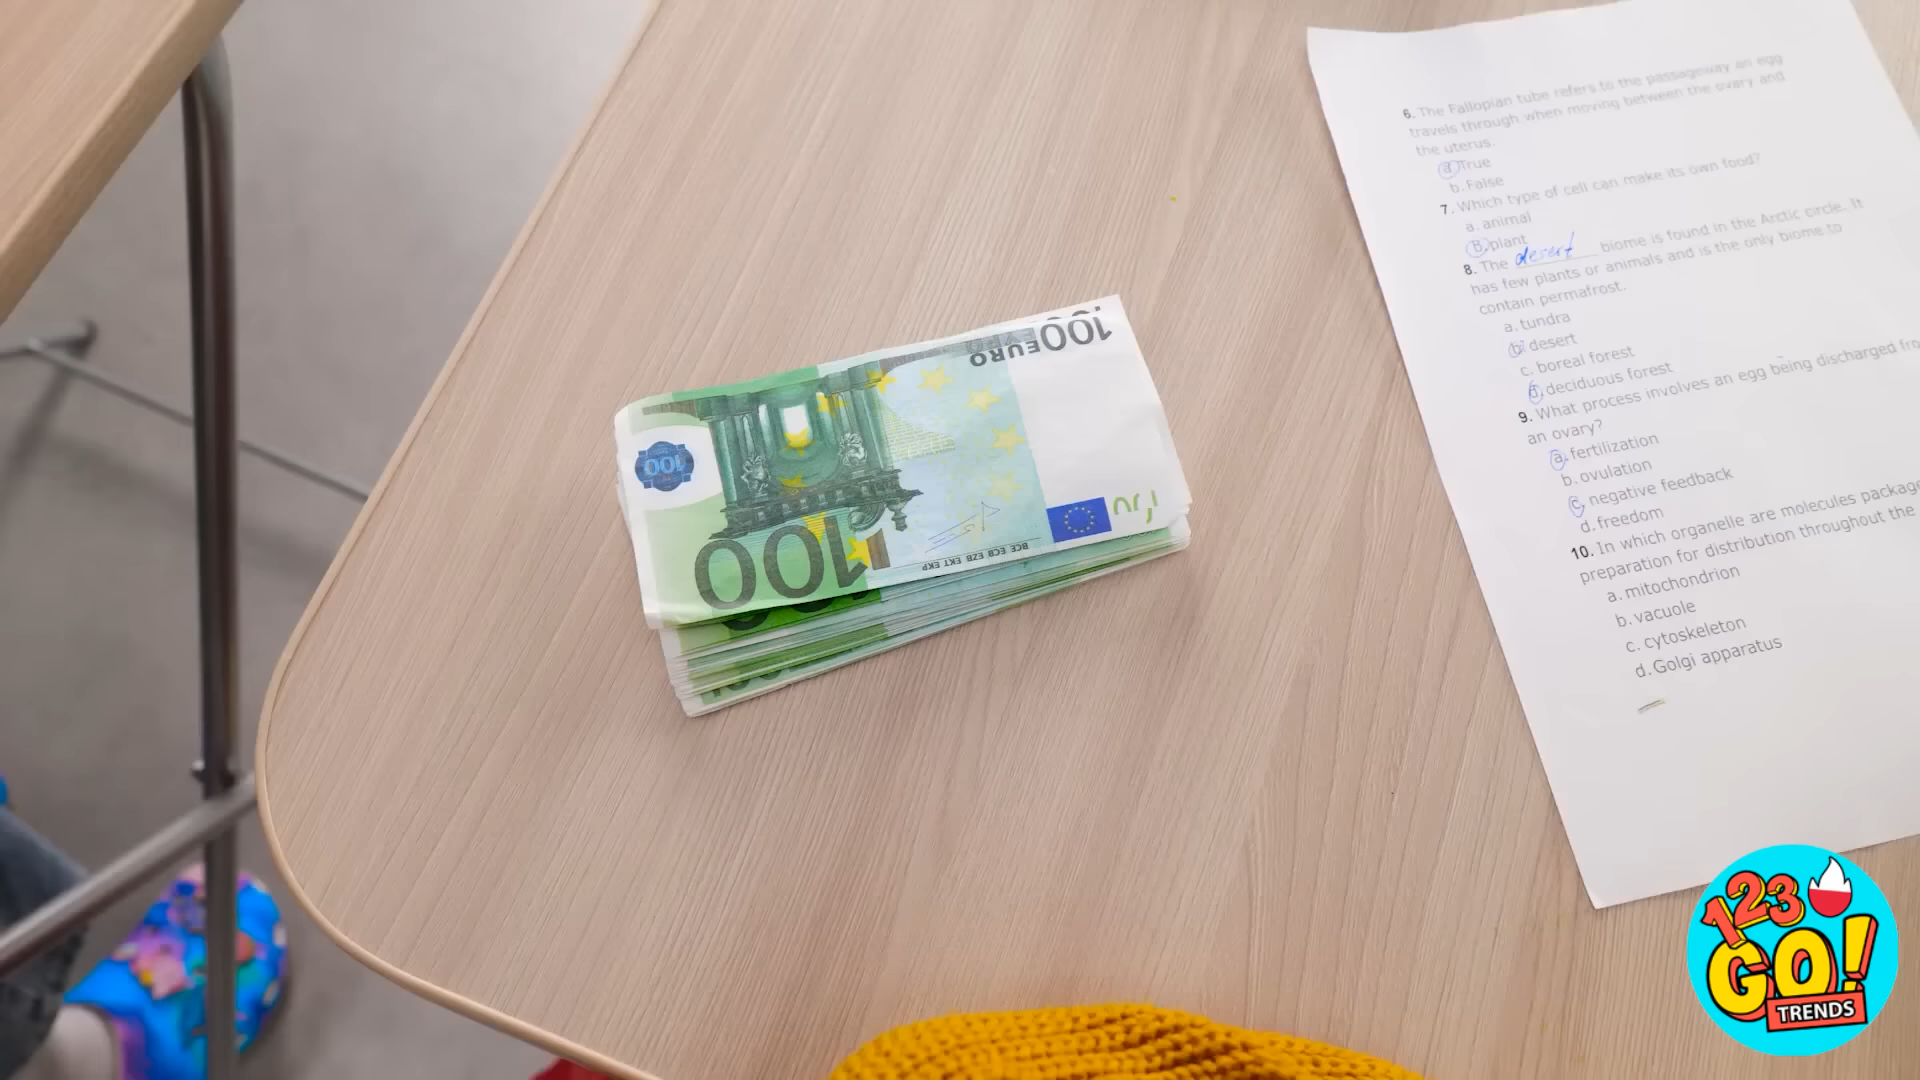 100 EURO
100
100
BCE ECB EZB EKT EKP
6. The Fallopian tube refers to the passageway an egg
travels through when moving between the ovary and
the uterus.
a. True
b. False
7. Which type of cell can make its own food?
a. animal
B. plant
8. The desert biome is found in the Arctic circle. It
has few plants or animals and is the only biome to
contain permafrost.
a. tundra
b. desert
c. boreal forest
d. deciduous forest
9. What process involves an egg being discharged
an ovary?
a. fertilization
b. ovulation
c. negative feedback
d. freedom
10. In which organelle are molecules
preparation for distribution throughout the
a. mitochondrion
b. vacuole
c. cytoskeleton
d. Golgi apparatus
123
GO!
TRENDS